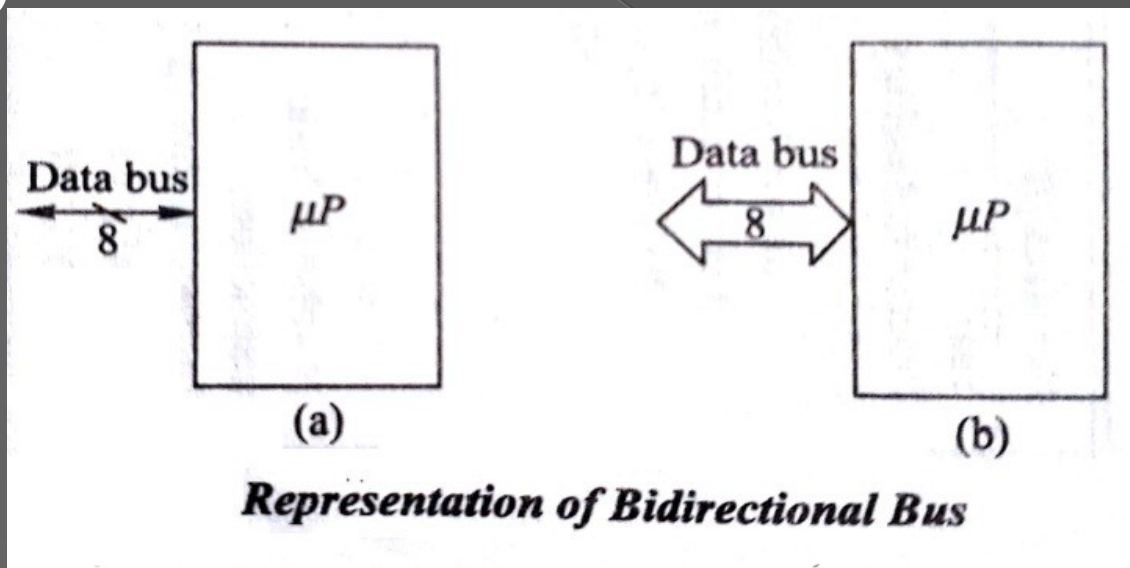 Data bus
8
μP
(a)
Data bus
8
μP
(b)
Representation of Bidirectional Bus